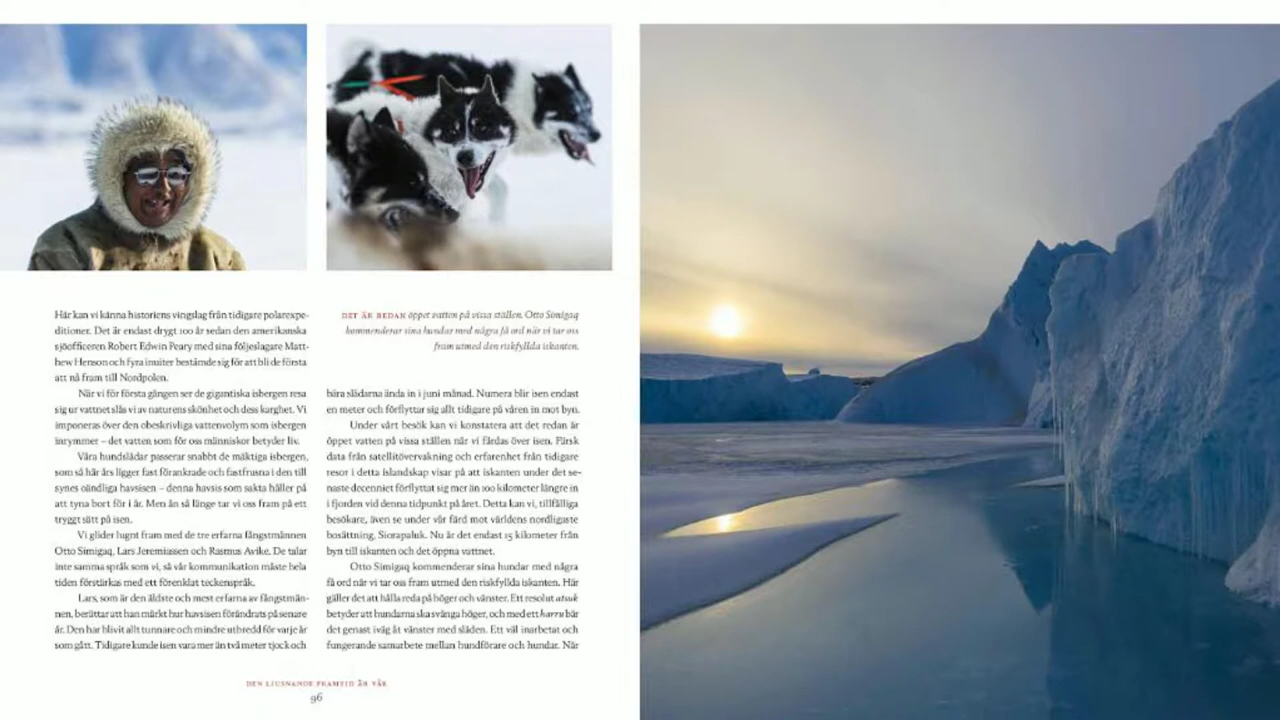 Här kan vi känna historiens vingslag från tidigare polarexpe-
ditioner. Det är endast drygt 100 år sedan den amerikanska
sjöofficeren Robert Edwin Peary med sina följeslagare Matt-
hew Henson och fyra inuiter bestämde sig för att bli de första
att nå fram till Nordpolen.
När vi för första gången ser de gigantiska isbergen resa
sig ur vattnet slås vi av naturens skönhet och dess karghet. Vi
imponeras över den obeskrivliga vattenvolym som isbergen
inrymmer – det vatten som för oss människor betyder liv.
Våra hundslädar passerar snabbt de mäktiga isbergen,
som så här års ligger fast förankrade och fastfrusna i den till
synes oändliga havsisen – denna havsis som sakta håller på
att tyna bort för i år. Men än så länge tar vi oss fram på ett
tryggt sätt på isen.
Vi glider lugnt fram med de tre erfarna fångstmännen
Otto Simigaq, Lars Jeremiassen och Rasmus Avike. De talar
inte samma språk som vi, så vår kommunikation måste hela
tiden förstärkas med ett förenklat teckenspråk.
Lars, som är den äldste och mest erfarna av fångstmän-
nen, berättar att han märkt hur havsisen förändrats på senare
år. Den har blivit allt tunnare och mindre utbredd för varje år
som gått. Tidigare kunde isen vara mer än två meter tjock och
DET ÄR REDAN öppet vatten på vissa ställen. Otto Simigaq
kommenderar sina hundar med några få ord när vi tar oss
fram utmed den riskfyllda iskanten.
bära slädarna ända in i juni månad. Numera blir isen endast
en meter och förflyttar sig allt tidigare på våren in mot byn.
Under vårt besök kan vi konstatera att det redan är
öppet vatten på vissa ställen när vi färdas över isen. Färsk
data från satellitövervakning och erfarenhet från tidigare
resor i detta islandskap visar på att iskanten under det se-
naste decenniet förflyttat sig mer än 100 kilometer längre in
i fjorden vid denna tidpunkt på året. Detta kan vi, tillfälliga
besökare, även se under vår färd mot världens nordligaste
bosättning, Siorapaluk. Nu är det endast 15 kilometer från
byn till iskanten och det öppna vattnet.
Otto Simigaq kommenderar sina hundar med några
få ord när vi tar oss fram utmed den riskfyllda iskanten. Här
gäller det att hålla reda på höger och vänster. Ett resolut atsuk
betyder att hundarna ska svänga höger, och med ett harru bär
det genast iväg åt vänster med släden. Ett väl inarbetat och
fungerande samarbete mellan hundförare och hundar. När
DEN LJUSNANDE FRAMTID ÄR VÅR
96